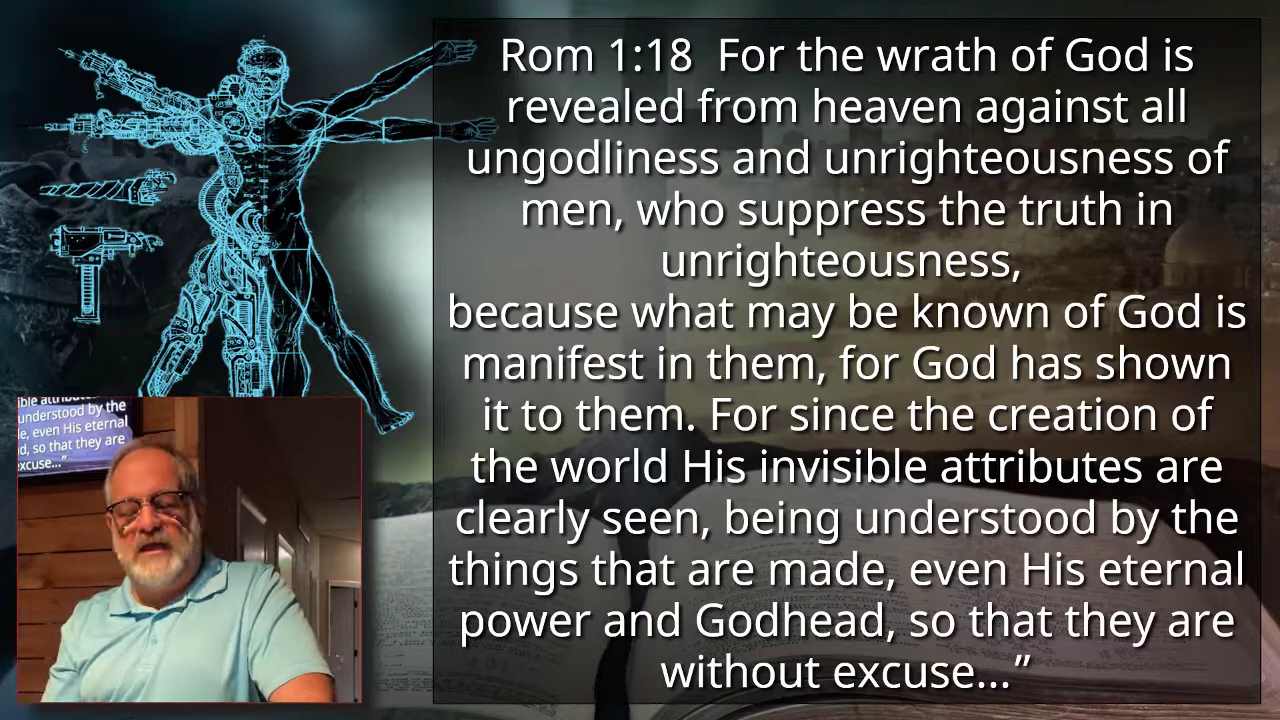 Rom 1:18  For the wrath of God is
revealed from heaven against all
ungodliness and unrighteousness of
men, who suppress the truth in
unrighteousness,
because what may be known of God is
manifest in them, for God has shown
it to them. For since the creation of
the world His invisible attributes are
clearly seen, being understood by the
things that are made, even His eternal
power and Godhead, so that they are
without excuse...”
understood by the
even His eternal
so that they are